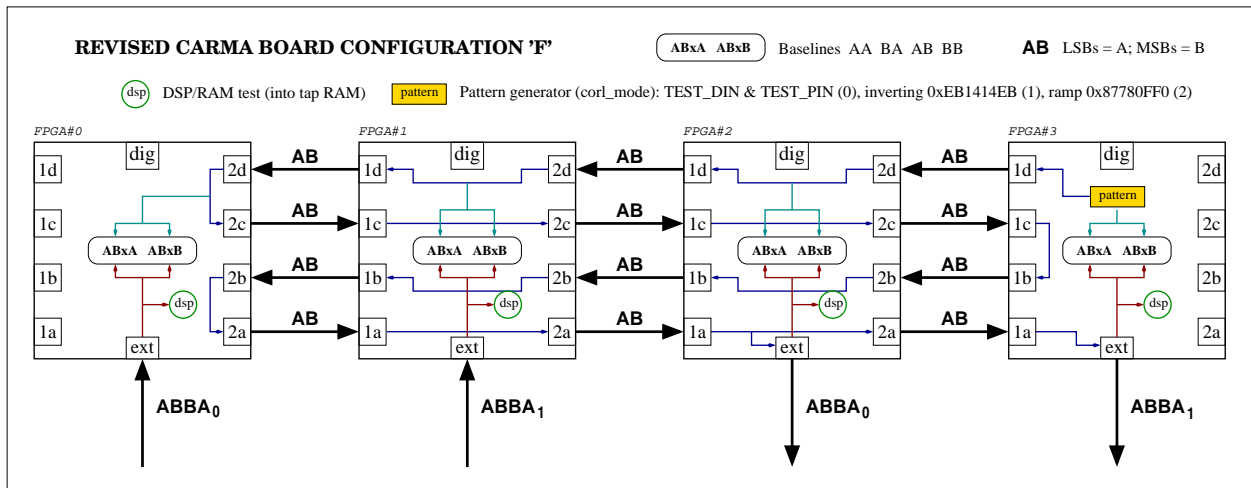 REVISED CARMA BOARD CONFIGURATION 'F'
ABxA ABxB Baselines AA BA AB BB
AB LSBs = A; MSBs = B
dsp DSP/RAM test (into tap RAM)
pattern Pattern generator (corl_mode): TEST_DIN & TEST_PIN (0), inverting 0xEB1414EB (1), ramp 0x87780FF0 (2)
FPGA#0 FPGA#1 FPGA#2 FPGA#3
1d dig 2d AB 1d dig 2d AB 1d dig 2d AB 1d dig 2d
pattern
1c 2c AB 1c 2c AB 1c 2c AB 1c 2c
ABxA ABxB ABxA ABxB ABxA ABxB ABxA ABxB
1b 2b AB 1b 2b AB 1b 2b AB 1b 2b
dsp dsp dsp dsp
1a 2a AB 1a 2a AB 1a 2a AB 1a 2a
ext ext ext ext
ABBA0 ABBA1 ABBA0 ABBA1